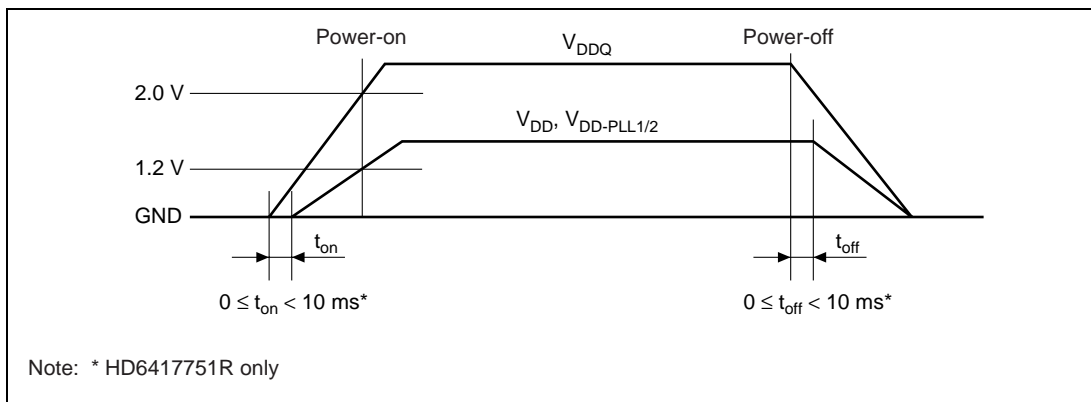 Power-on V_DDQ Power-off
2.0 V
V_DD, V_DD-PLL1/2
1.2 V
GND
t_on t_off
0 ≤ t_on < 10 ms* 0 ≤ t_off < 10 ms*
Note: * HD6417751R only